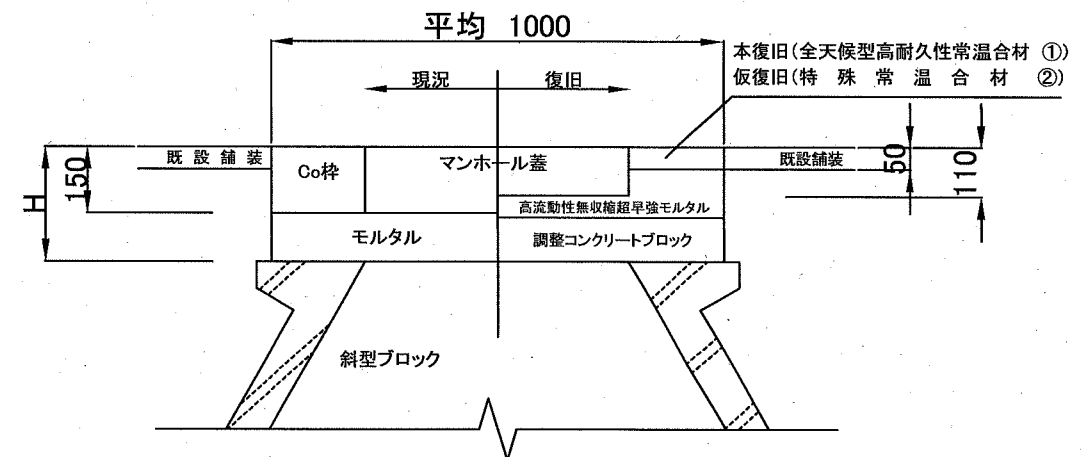 平均 1000
本復旧(全天候型高耐久性常温合材 ①)
仮復旧(特殊常温合材 ②)
現況
復旧
既設舗装
Co枠
マンホール蓋
既設舗装
50
110
150
H
高流動性無収縮超早強モルタル
モルタル
調整コンクリートブロック
斜型ブロック